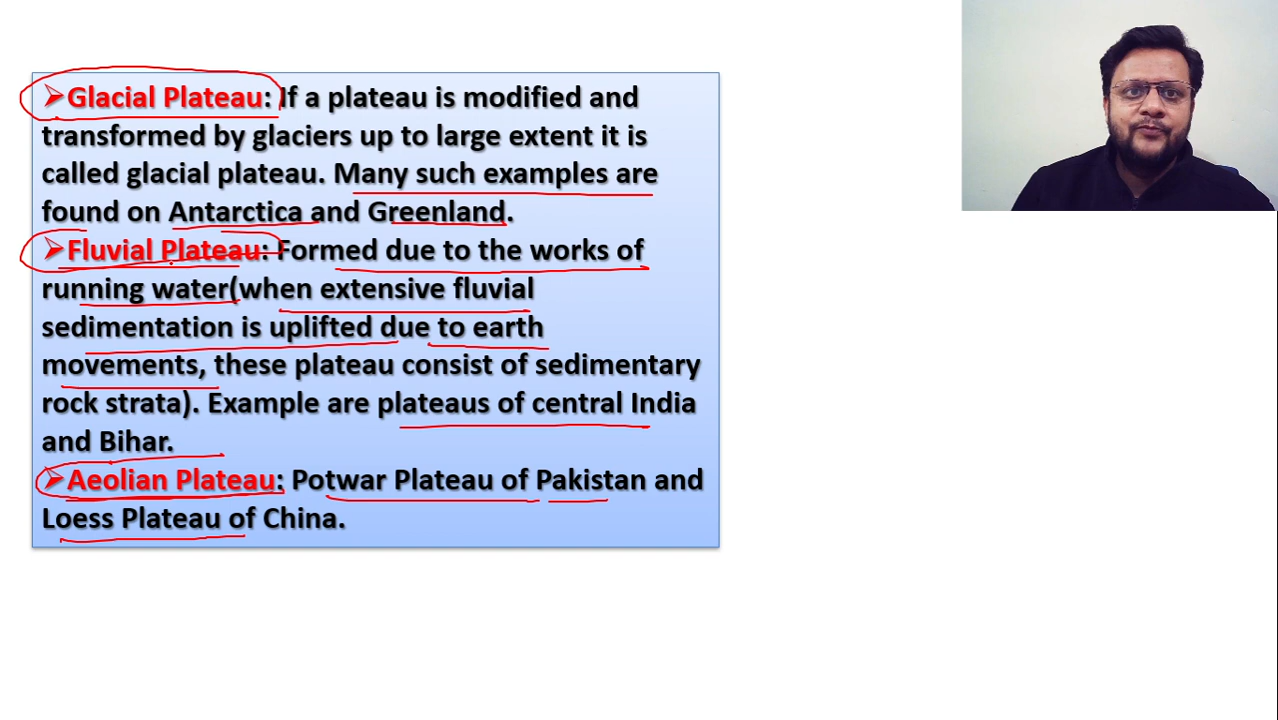 ➢Glacial Plateau: If a plateau is modified and
transformed by glaciers up to large extent it is
called glacial plateau. Many such examples are
found on Antarctica and Greenland.
➢Fluvial Plateau: Formed due to the works of
running water(when extensive fluvial
sedimentation is uplifted due to earth
movements, these plateau consist of sedimentary
rock strata). Example are plateaus of central India
and Bihar.
➢Aeolian Plateau: Potwar Plateau of Pakistan and
Loess Plateau of China.